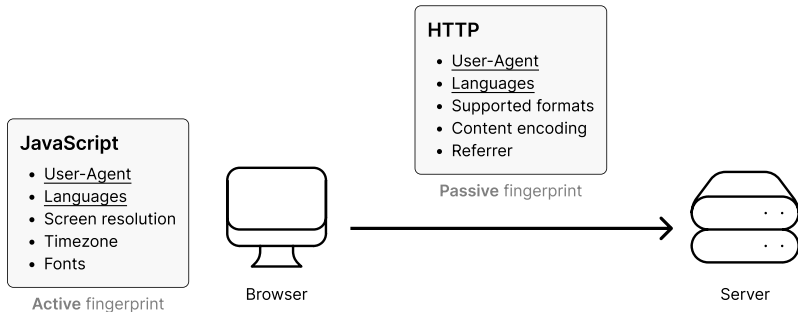 HTTP
• User-Agent
• Languages
• Supported formats
• Content encoding
• Referrer
Passive fingerprint
JavaScript
• User-Agent
• Languages
• Screen resolution
• Timezone
• Fonts
Active fingerprint
Browser
Server